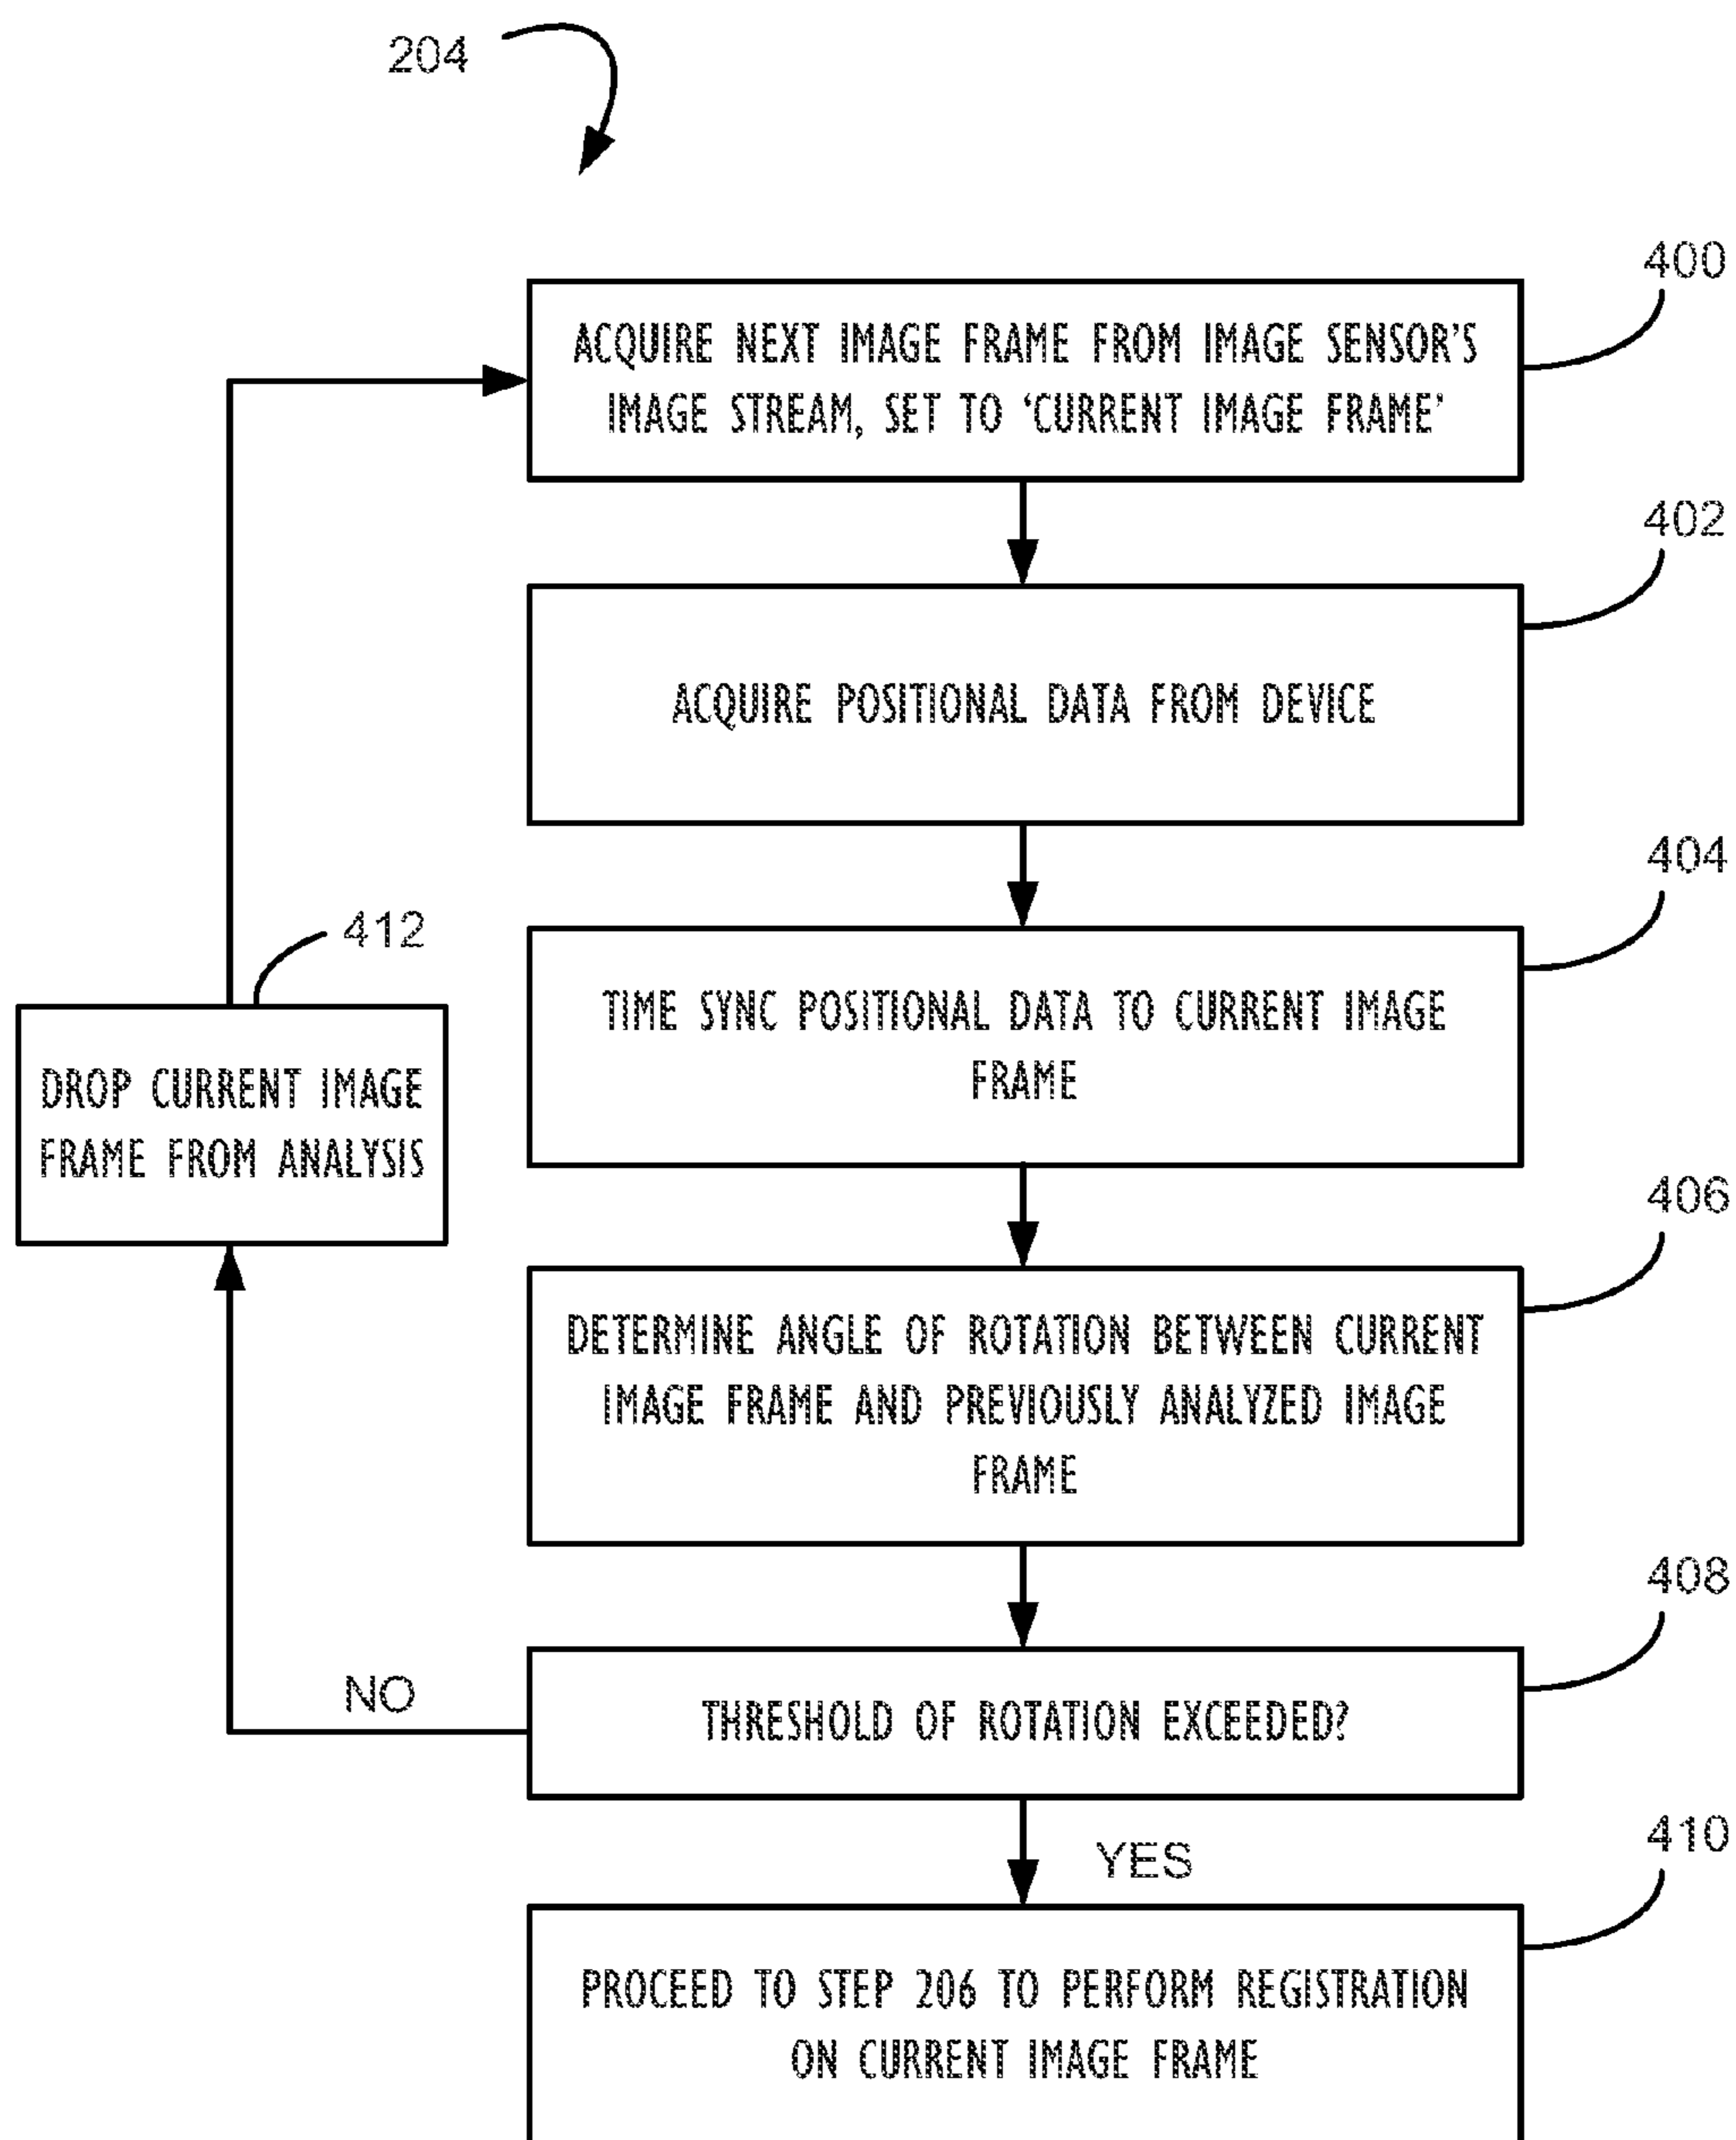 204
400
ACQUIRE NEXT IMAGE FRAME FROM IMAGE SENSOR'S
IMAGE STREAM, SET TO 'CURRENT IMAGE FRAME'
402
ACQUIRE POSITIONAL DATA FROM DEVICE
404
TIME SYNC POSITIONAL DATA TO CURRENT IMAGE
FRAME
412
DROP CURRENT IMAGE
FRAME FROM ANALYSIS
406
DETERMINE ANGLE OF ROTATION BETWEEN CURRENT
IMAGE FRAME AND PREVIOUSLY ANALYZED IMAGE
FRAME
408
THRESHOLD OF ROTATION EXCEEDED?
NO
YES
410
PROCEED TO STEP 206 TO PERFORM REGISTRATION
ON CURRENT IMAGE FRAME